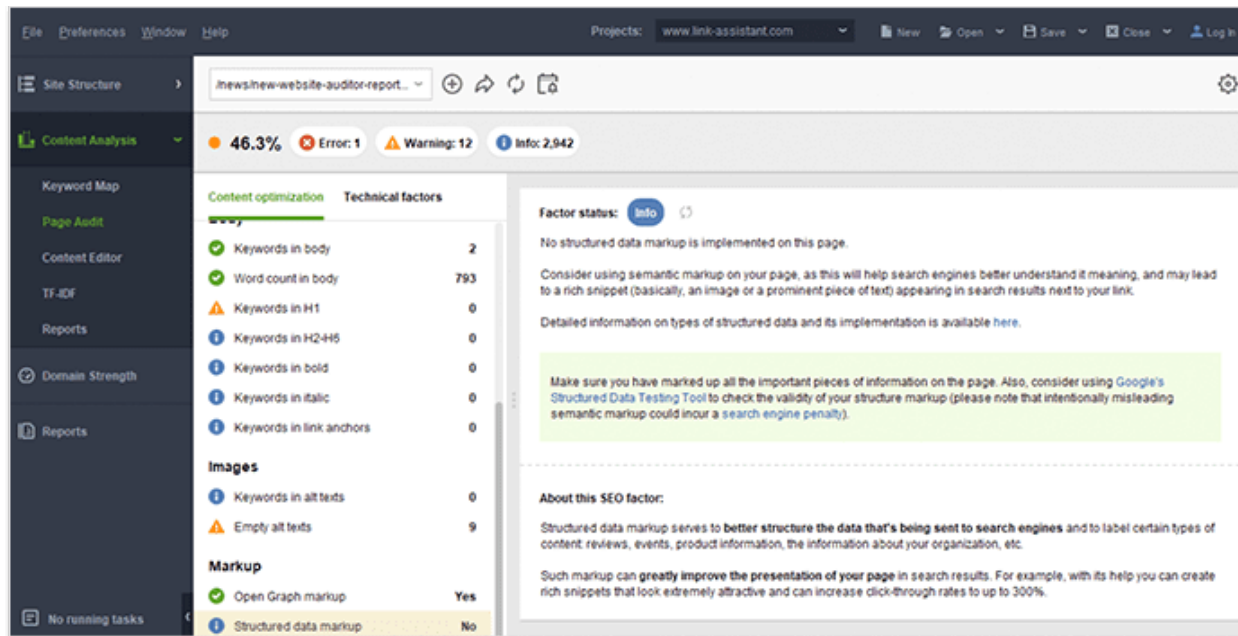 File Preferences Window Help
Projects: www.link-assistant.com New Open Save Close Log In
Site Structure
Content Analysis
Keyword Map
Page Audit
Content Editor
TF-IDF
Reports
Domain Strength
Reports
No running tasks
/news/new-website-auditor-report...
46.3% Error: 1 Warning: 12 Info: 2,942
Content optimization Technical factors
Body
Keywords in body 2
Word count in body 793
Keywords in H1 0
Keywords in H2-H6 0
Keywords in bold 0
Keywords in italic 0
Keywords in link anchors 0
Images
Keywords in alt texts 0
Empty alt texts 9
Markup
Open Graph markup Yes
Structured data markup No
Factor status: Info
No structured data markup is implemented on this page.
Consider using semantic markup on your page, as this will help search engines better understand it meaning, and may lead
to a rich snippet (basically, an image or a prominent piece of text) appearing in search results next to your link.
Detailed information on types of structured data and its implementation is available here.
Make sure you have marked up all the important pieces of information on the page. Also, consider using Google's
Structured Data Testing Tool to check the validity of your structure markup (please note that intentionally misleading
semantic markup could incur a search engine penalty).
About this SEO factor:
Structured data markup serves to better structure the data that's being sent to search engines and to label certain types of
content: reviews, events, product information, the information about your organization, etc.
Such markup can greatly improve the presentation of your page in search results. For example, with its help you can create
rich snippets that look extremely attractive and can increase click-through rates to up to 300%.